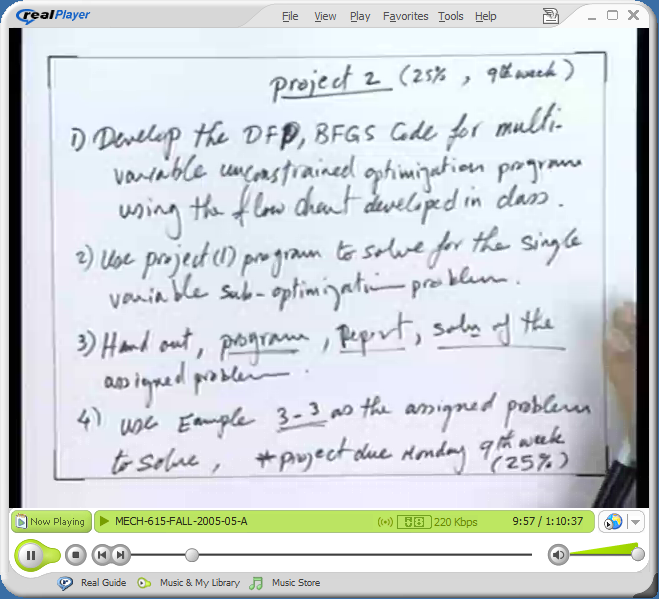 realPlayer
File View Play Favorites Tools Help
Project 2 (25%, 9th week)
1) Develop the DFP, BFGS Code for multi-
variable unconstrained optimization program
using the flow chart developed in class.
2) Use project (1) program to solve for the single
variable sub-optimization problem.
3) Hand out, program, Report, soln of the
assigned problem.
4) Use Example 3-3 as the assigned problem
to solve, * Project due Monday 9th week
(25%)
Now Playing MECH-615-FALL-2005-05-A 220 Kbps 9:57 / 1:10:37
Real Guide Music & My Library Music Store